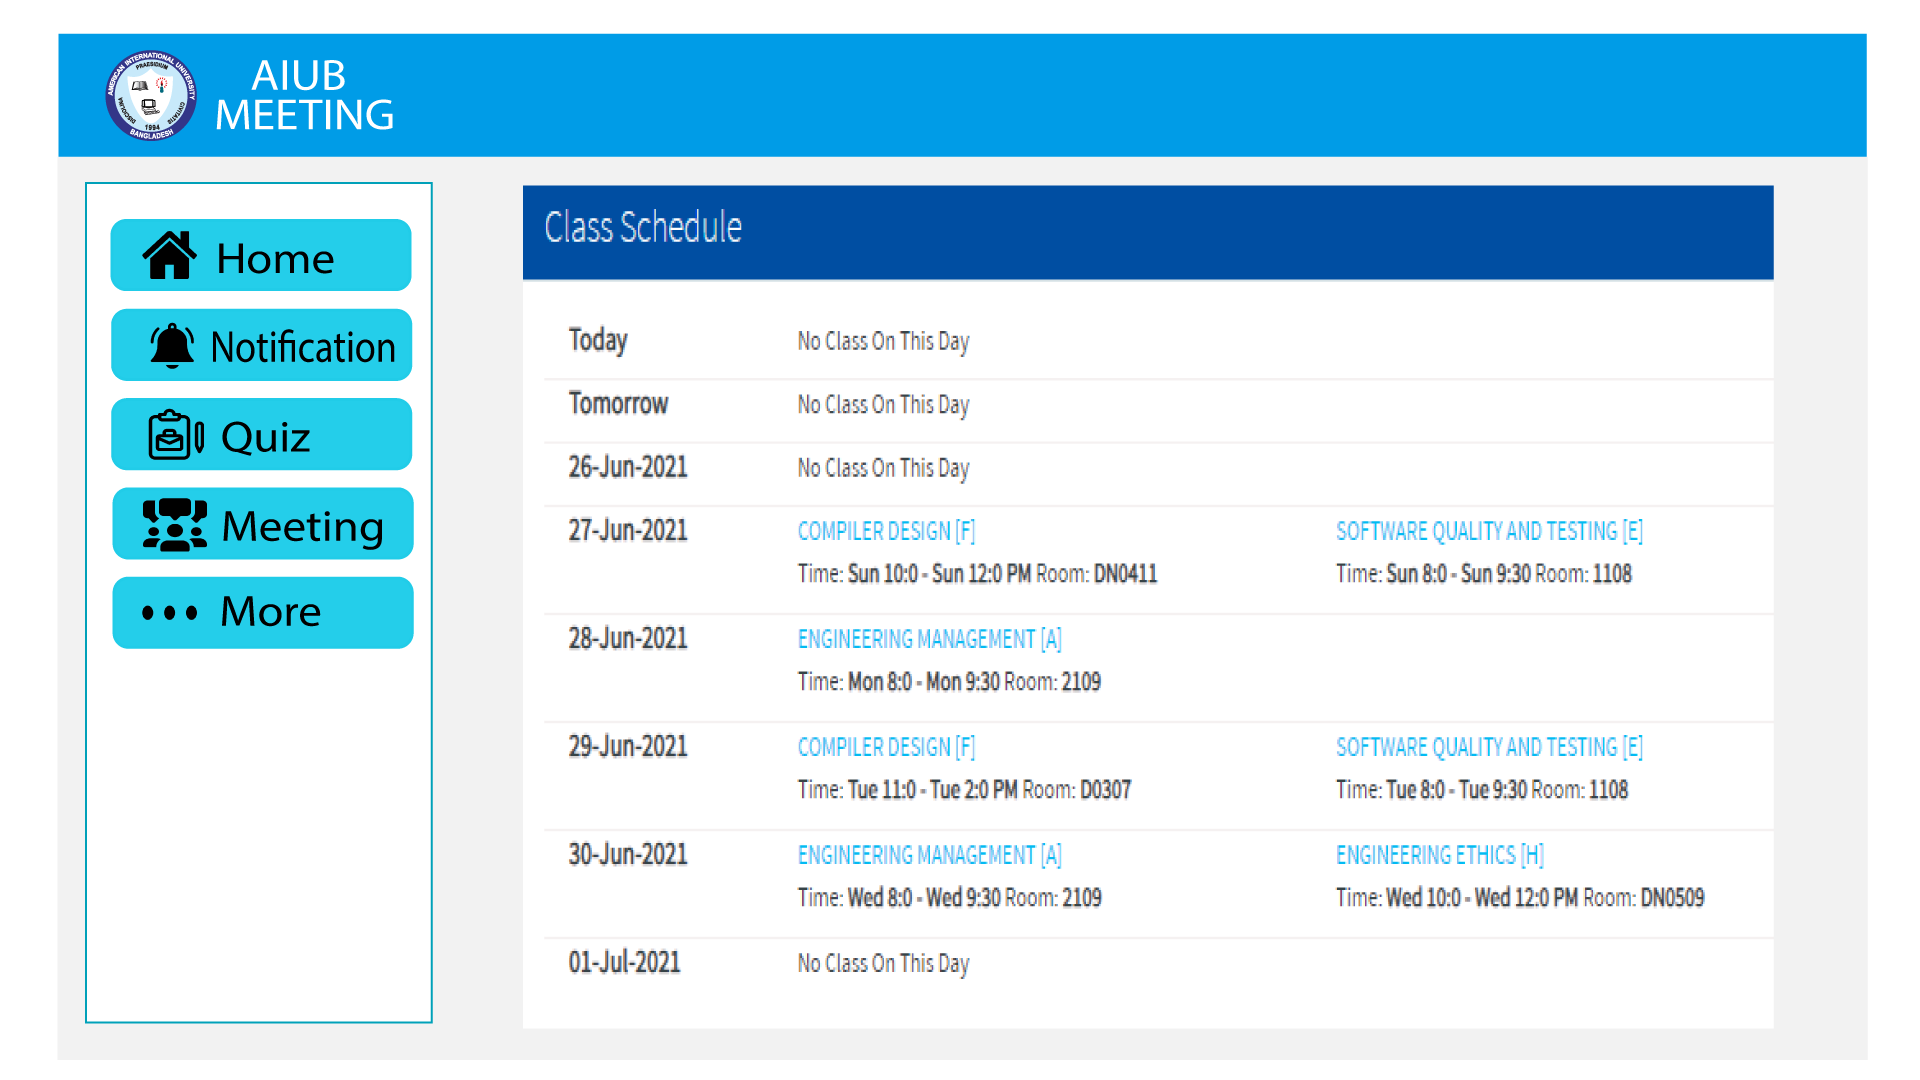 AMERICAN INTERNATIONAL UNIVERSITY
PRAESIDIUM
DISCIPLINA
CIVITATIS
1994
BANGLADESH
AIUB
MEETING
Home
Notification
Quiz
Meeting
More
Class Schedule
Today No Class On This Day
Tomorrow No Class On This Day
26-Jun-2021 No Class On This Day
27-Jun-2021 COMPILER DESIGN [F] SOFTWARE QUALITY AND TESTING [E]
Time: Sun 10:0 - Sun 12:0 PM Room: DN0411 Time: Sun 8:0 - Sun 9:30 Room: 1108
28-Jun-2021 ENGINEERING MANAGEMENT [A]
Time: Mon 8:0 - Mon 9:30 Room: 2109
29-Jun-2021 COMPILER DESIGN [F] SOFTWARE QUALITY AND TESTING [E]
Time: Tue 11:0 - Tue 2:0 PM Room: D0307 Time: Tue 8:0 - Tue 9:30 Room: 1108
30-Jun-2021 ENGINEERING MANAGEMENT [A] ENGINEERING ETHICS [H]
Time: Wed 8:0 - Wed 9:30 Room: 2109 Time: Wed 10:0 - Wed 12:0 PM Room: DN0509
01-Jul-2021 No Class On This Day